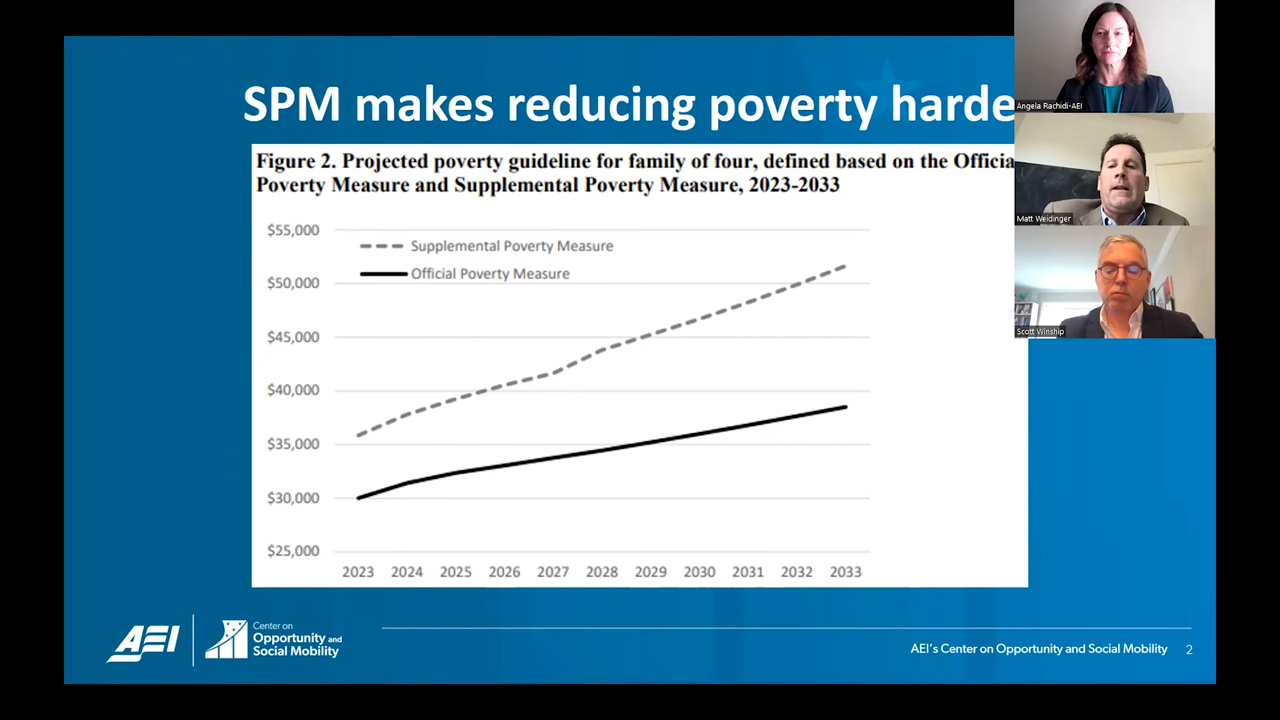 SPM makes reducing poverty harde
Figure 2. Projected poverty guideline for family of four, defined based on the Officia
Poverty Measure and Supplemental Poverty Measure, 2023-2033
$55,000
$50,000
$45,000
$40,000
$35,000
$30,000
$25,000
Supplemental Poverty Measure
Official Poverty Measure
2023 2024 2025 2026 2027 2028 2029 2030 2031 2032 2033
Angela Rachidi-AEI
Matt Weidinger
Scott Winship
AEI
Center on
Opportunity and
Social Mobility
AEI's Center on Opportunity and Social Mobility 2